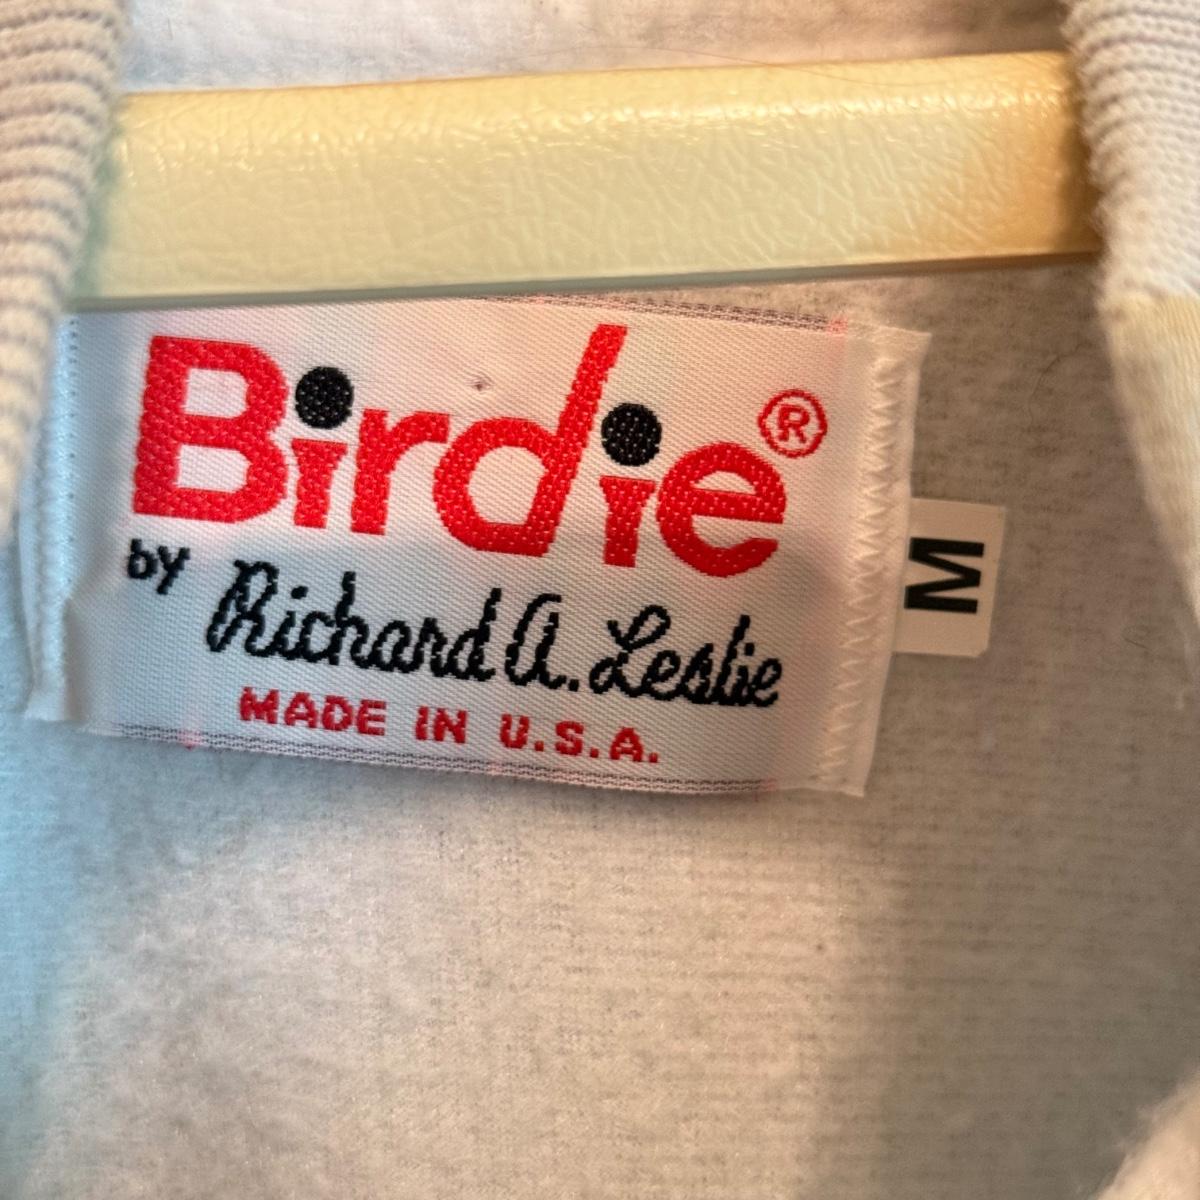 Birdie®
by Richard A. Leslie
MADE IN U.S.A.
M